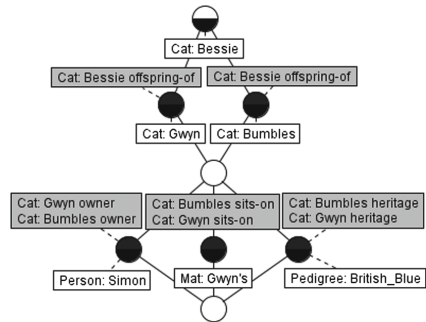 Cat: Bessie
Cat: Bessie offspring-of
Cat: Bessie offspring-of
Cat: Gwyn
Cat: Bumbles
Cat: Gwyn owner
Cat: Bumbles owner
Cat: Bumbles sits-on
Cat: Gwyn sits-on
Cat: Bumbles heritage
Cat: Gwyn heritage
Person: Simon
Mat: Gwyn's
Pedigree: British_Blue